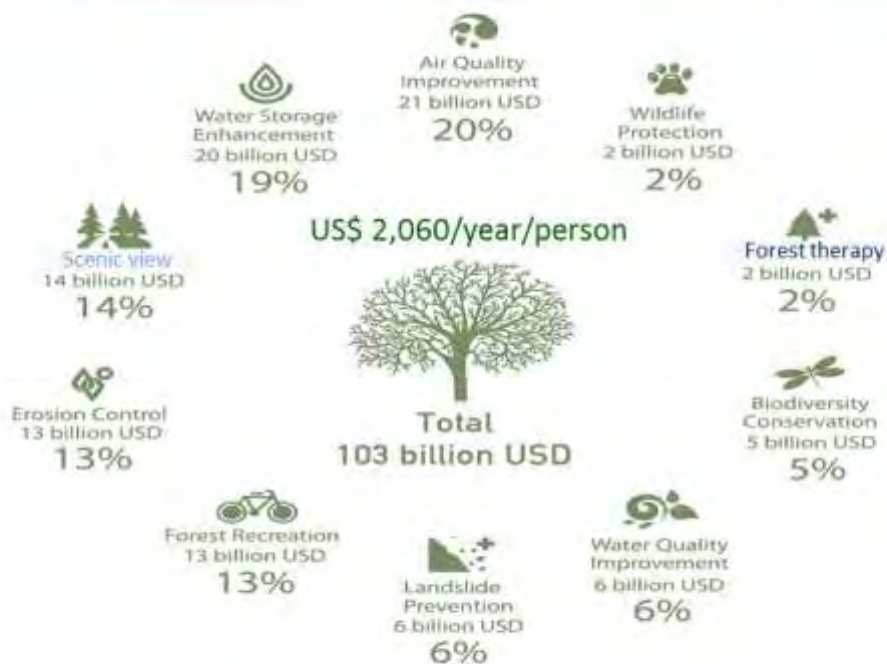 Air Quality
Improvement
21 billion USD
20%
Wildlife
Protection
2 billion USD
2%
Forest therapy
2 billion USD
2%
Biodiversity
Conservation
5 billion USD
5%
Water Quality
Improvement
6 billion USD
6%
Landslide
Prevention
6 billion USD
6%
Forest Recreation
13 billion USD
13%
Erosion Control
13 billion USD
13%
Scenic view
14 billion USD
14%
Water Storage
Enhancement
20 billion USD
19%
US$ 2,060/year/person
Total
103 billion USD